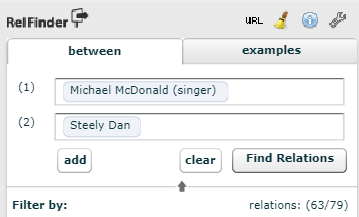 RelFinder URL
between examples
(1) Michael McDonald (singer)
(2) Steely Dan
add clear Find Relations
Filter by: relations: (63/79)